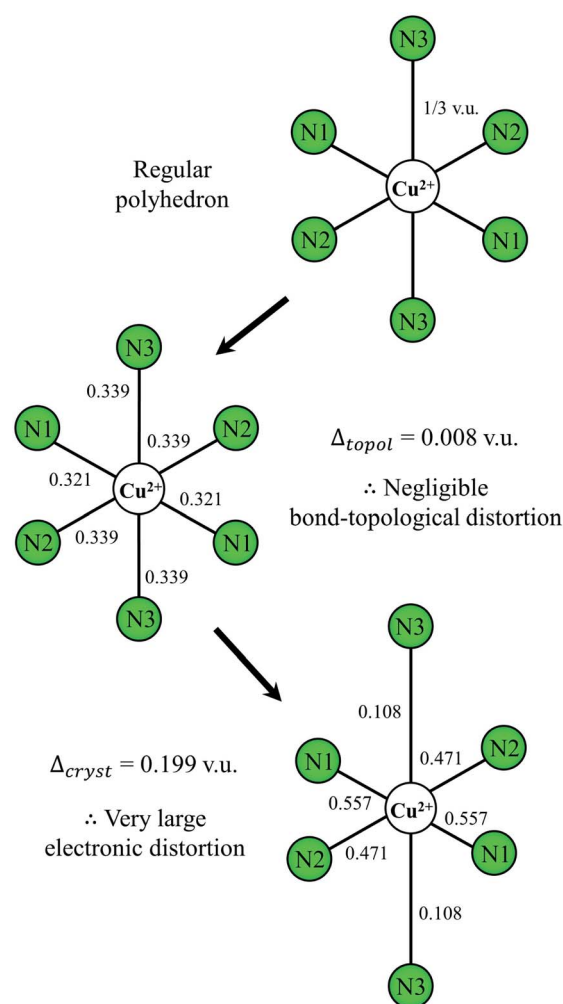 N3
1/3 v.u.
N1
N2
Regular
polyhedron
Cu²⁺
N2
N1
N3
N3
0.339
N1
0.339
N2
0.321
Cu²⁺
0.321
N2
0.339
N1
0.339
N3
Δtopol = 0.008 v.u.
∴ Negligible
bond-topological distortion
N3
0.108
Δcryst = 0.199 v.u.
N1
0.471
N2
0.557
Cu²⁺
0.557
∴ Very large
electronic distortion
N2
0.471
N1
0.108
N3